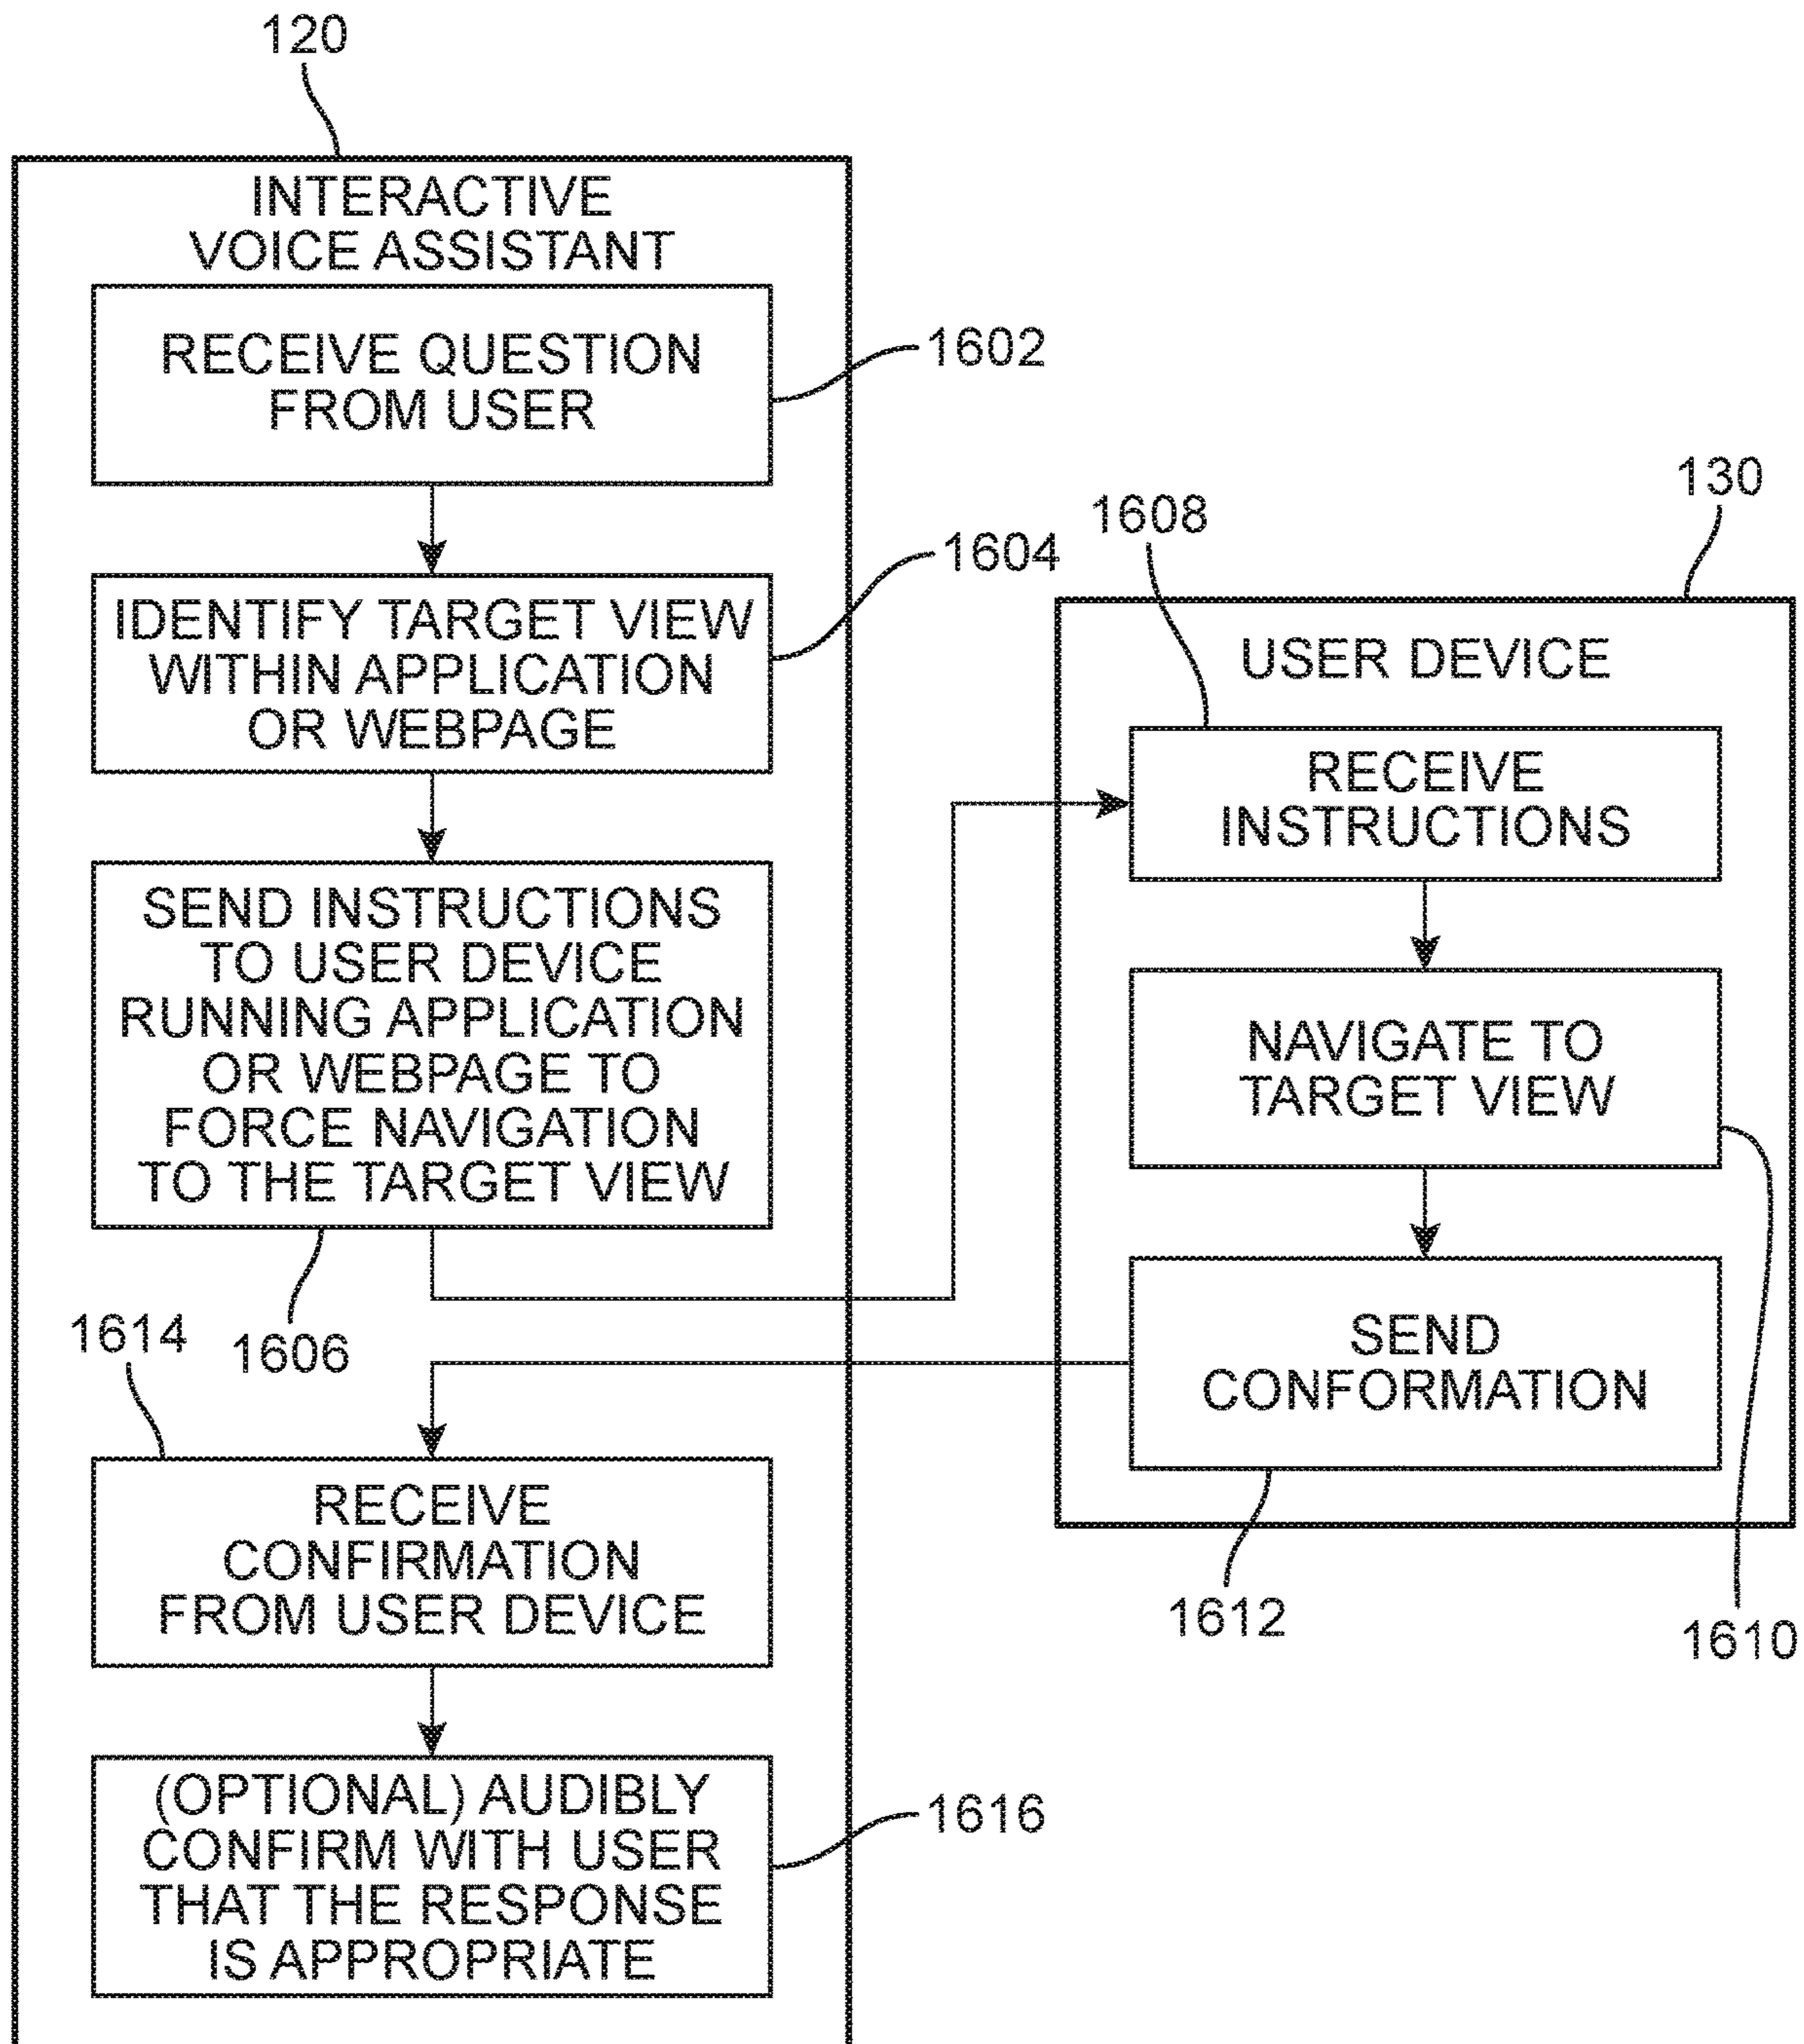 120
INTERACTIVE
VOICE ASSISTANT
RECEIVE QUESTION
FROM USER
1602
IDENTIFY TARGET VIEW
WITHIN APPLICATION
OR WEBPAGE
1604
SEND INSTRUCTIONS
TO USER DEVICE
RUNNING APPLICATION
OR WEBPAGE TO
FORCE NAVIGATION
TO THE TARGET VIEW
1606
130
USER DEVICE
1608
RECEIVE
INSTRUCTIONS
NAVIGATE TO
TARGET VIEW
1610
SEND
CONFORMATION
1612
1614
RECEIVE
CONFIRMATION
FROM USER DEVICE
(OPTIONAL) AUDIBLY
CONFIRM WITH USER
THAT THE RESPONSE
IS APPROPRIATE
1616